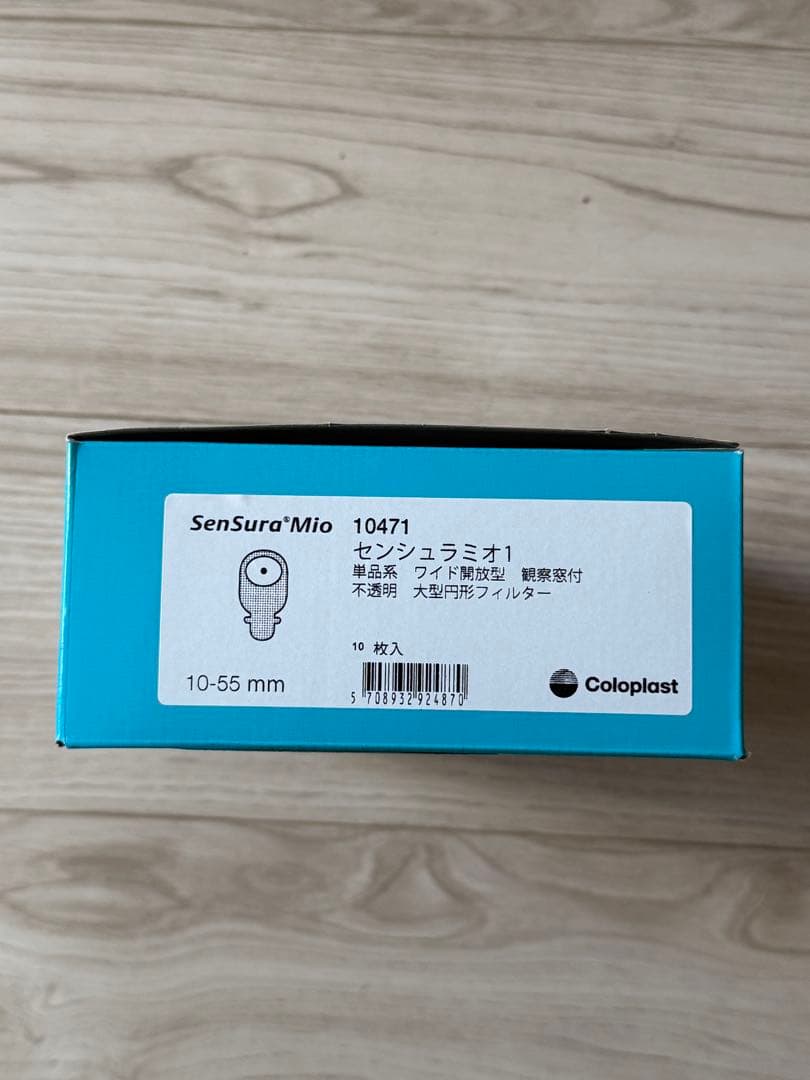 SenSura® Mio 10471
センシュラミオ1
単品系 ワイド開放型 観察窓付
不透明 大型円形フィルター
10 枚入
10-55 mm
5 708932 924870
Coloplast